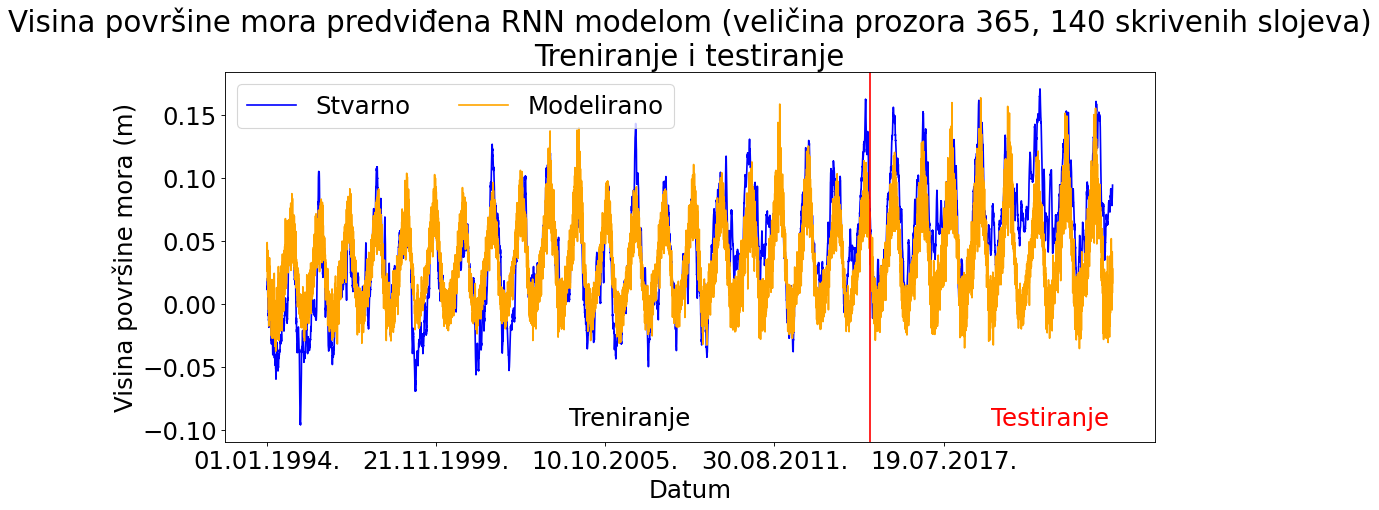 Visina površine mora predviđena RNN modelom (veličina prozora 365, 140 skrivenih slojeva)
Treniranje i testiranje
Stvarno
Modelirano
Visina površine mora (m)
0.15
0.10
0.05
0.00
−0.05
−0.10
Treniranje
Testiranje
01.01.1994.
21.11.1999.
10.10.2005.
30.08.2011.
19.07.2017.
Datum